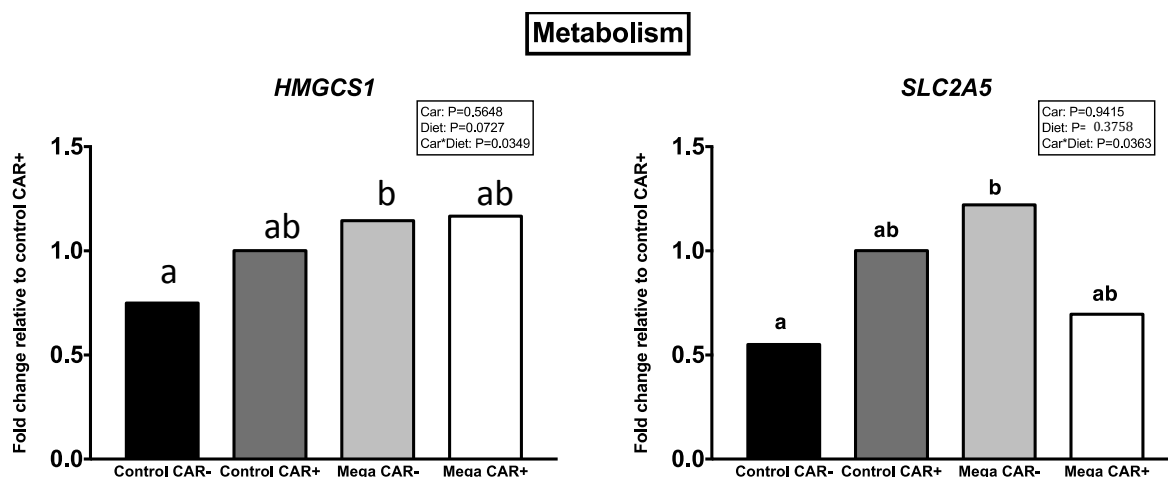 Metabolism
HMGCS1
Car: P=0.5648
Diet: P=0.0727
Car*Diet: P=0.0349
Fold change relative to control CAR+
1.5
1.0
0.5
0.0
a
ab
b
ab
Control CAR-
Control CAR+
Mega CAR-
Mega CAR+
SLC2A5
Car: P=0.9415
Diet: P= 0.3758
Car*Diet: P=0.0363
Fold change relative to control CAR+
1.5
1.0
0.5
0.0
a
ab
b
ab
Control CAR-
Control CAR+
Mega CAR-
Mega CAR+